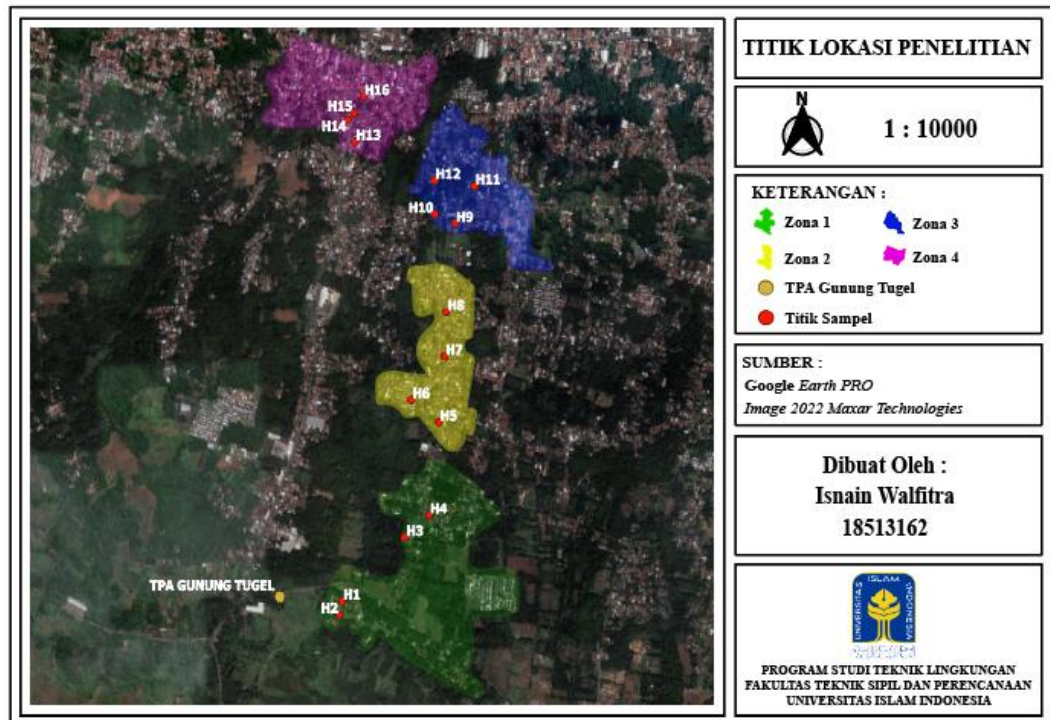 TITIK LOKASI PENELITIAN
N
1 : 10000
KETERANGAN :
Zona 1
Zona 3
Zona 2
Zona 4
TPA Gunung Tugel
Titik Sampel
SUMBER :
Google Earth PRO
Image 2022 Maxar Technologies
Dibuat Oleh :
Isnain Walfitra
18513162
UNIVERSITAS ISLAM INDONESIA
PROGRAM STUDI TEKNIK LINGKUNGAN
FAKULTAS TEKNIK SIPIL DAN PERENCANAAN
UNIVERSITAS ISLAM INDONESIA
H16
H15
H14
H13
H12
H11
H10
H9
H8
H7
H6
H5
H4
H3
TPA GUNUNG TUGEL
H1
H2